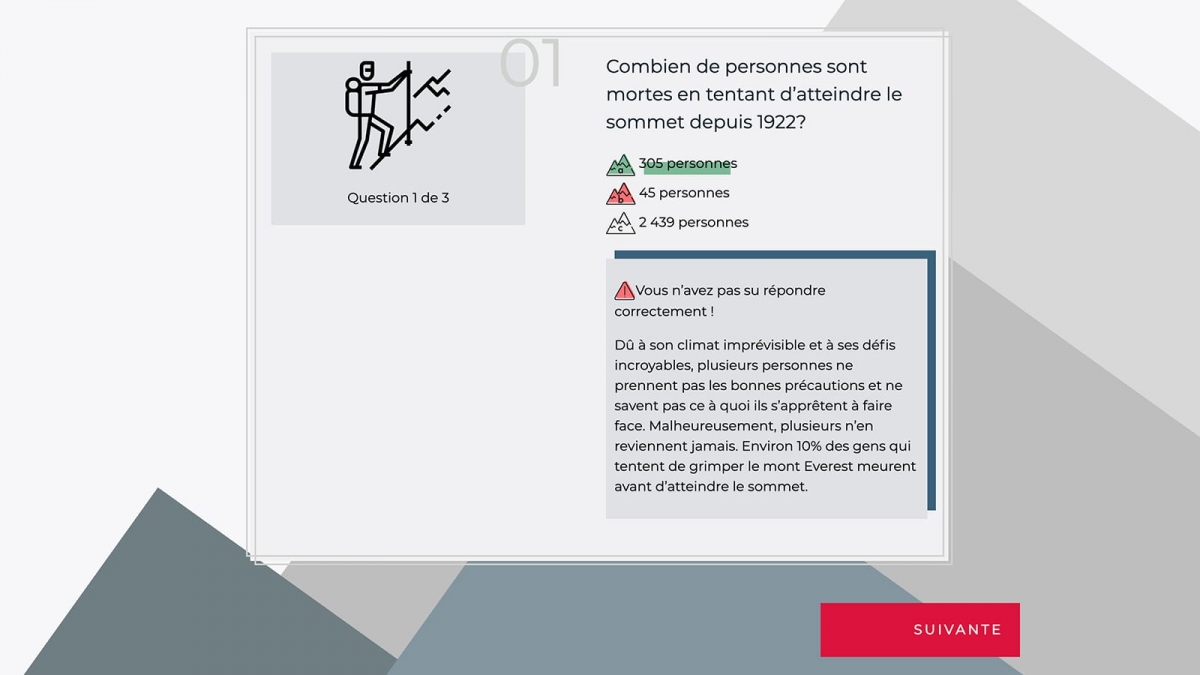 01
Question 1 de 3
Combien de personnes sont
mortes en tentant d’atteindre le
sommet depuis 1922?
a 305 personnes
b 45 personnes
c 2 439 personnes
Vous n’avez pas su répondre
correctement !
Dû à son climat imprévisible et à ses défis
incroyables, plusieurs personnes ne
prennent pas les bonnes précautions et ne
savent pas ce à quoi ils s’apprêtent à faire
face. Malheureusement, plusieurs n’en
reviennent jamais. Environ 10% des gens qui
tentent de grimper le mont Everest meurent
avant d’atteindre le sommet.
SUIVANTE